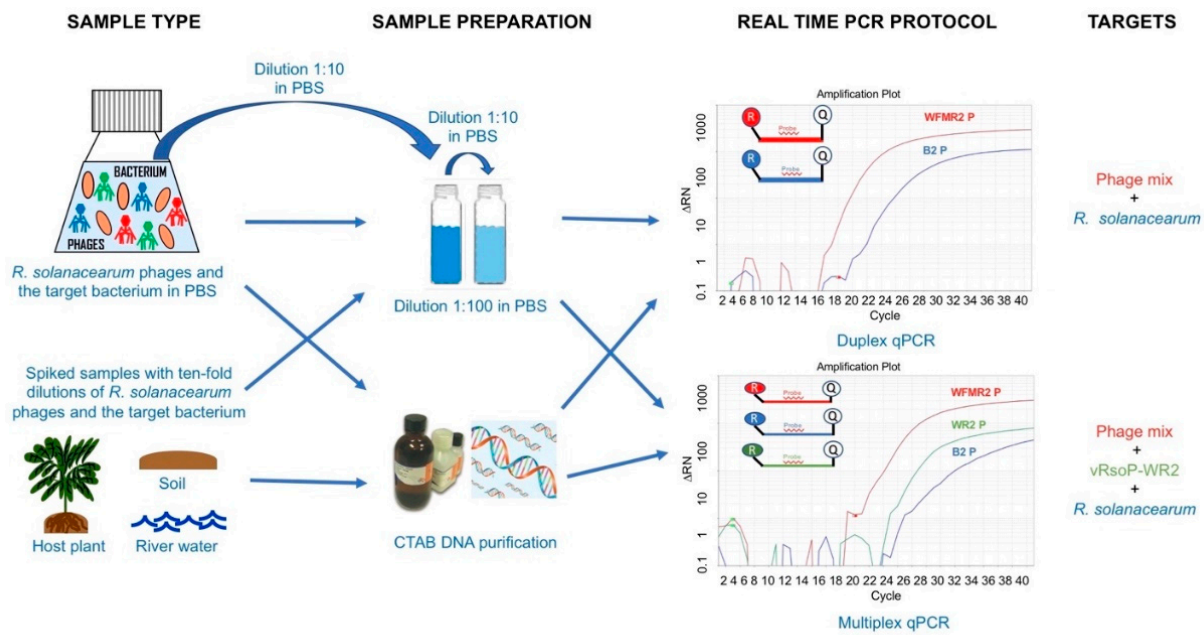 SAMPLE TYPE
SAMPLE PREPARATION
REAL TIME PCR PROTOCOL
TARGETS
Dilution 1:10
in PBS
Dilution 1:10
in PBS
BACTERIUM
PHAGES
R. solanacearum phages and
the target bacterium in PBS
Dilution 1:100 in PBS
Amplification Plot
R
Probe
Q
R
Probe
Q
WFMR2 P
B2 P
ΔRN
1000
100
10
1
0.1
2 4 6 8 10 12 14 16 18 20 22 24 26 28 30 32 34 36 38 40
Cycle
Duplex qPCR
Phage mix
+
R. solanacearum
Spiked samples with ten-fold
dilutions of R. solanacearum
phages and the target bacterium
Soil
Host plant
River water
CTAB DNA purification
Amplification Plot
R
Probe
Q
R
Probe
Q
R
Probe
Q
WFMR2 P
WR2 P
B2 P
ΔRN
1000
100
10
1
0.1
2 4 6 8 10 12 14 16 18 20 22 24 26 28 30 32 34 36 38 40
Cycle
Multiplex qPCR
Phage mix
+
vRsoP-WR2
+
R. solanacearum